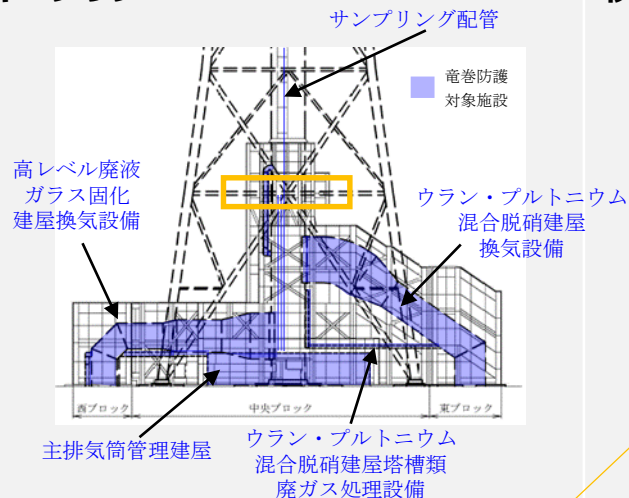 サンプリング配管
竜巻防護
対象施設
高レベル廃液
ガラス固化
建屋換気設備
ウラン・プルトニウム
混合脱硝建屋
換気設備
西ブロック
中央ブロック
東ブロック
主排気筒管理建屋
ウラン・プルトニウム
混合脱硝建屋塔槽類
廃ガス処理設備